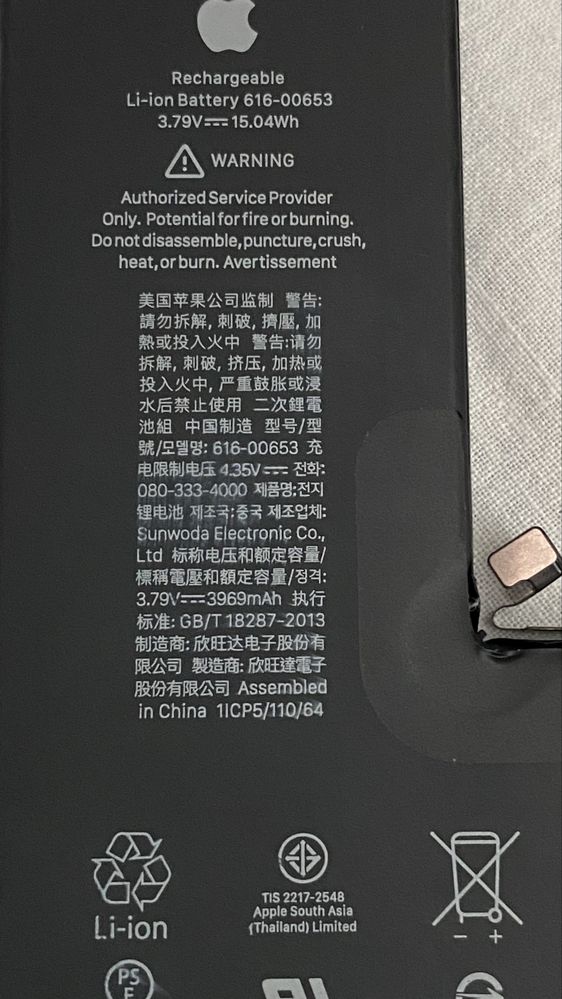 Rechargeable
Li-ion Battery 616-00653
3.79V⎓15.04Wh
WARNING
Authorized Service Provider
Only. Potential for fire or burning.
Do not disassemble, puncture, crush,
heat, or burn. Avertissement
美国苹果公司监制 警告:
請勿拆解, 刺破, 擠壓, 加
熱或投入火中 警告:请勿
拆解, 刺破, 挤压, 加热或
投入火中, 严重鼓胀或浸
水后禁止使用 二次鋰電
池組 中国制造 型号/型
號/모델명: 616-00653 充
电限制电压 4.35V⎓ 전화:
080-333-4000 제품명:전지
锂电池 제조국:중국 제조업체:
Sunwoda Electronic Co.,
Ltd 标称电压和额定容量/
標稱電壓和額定容量/정격:
3.79V⎓3969mAh 执行
标准: GB/T 18287-2013
制造商: 欣旺达电子股份有
限公司 製造商: 欣旺達電子
股份有限公司 Assembled
in China 1ICP5/110/64
Li-ion
TIS 2217-2548
Apple South Asia
(Thailand) Limited
PS
E